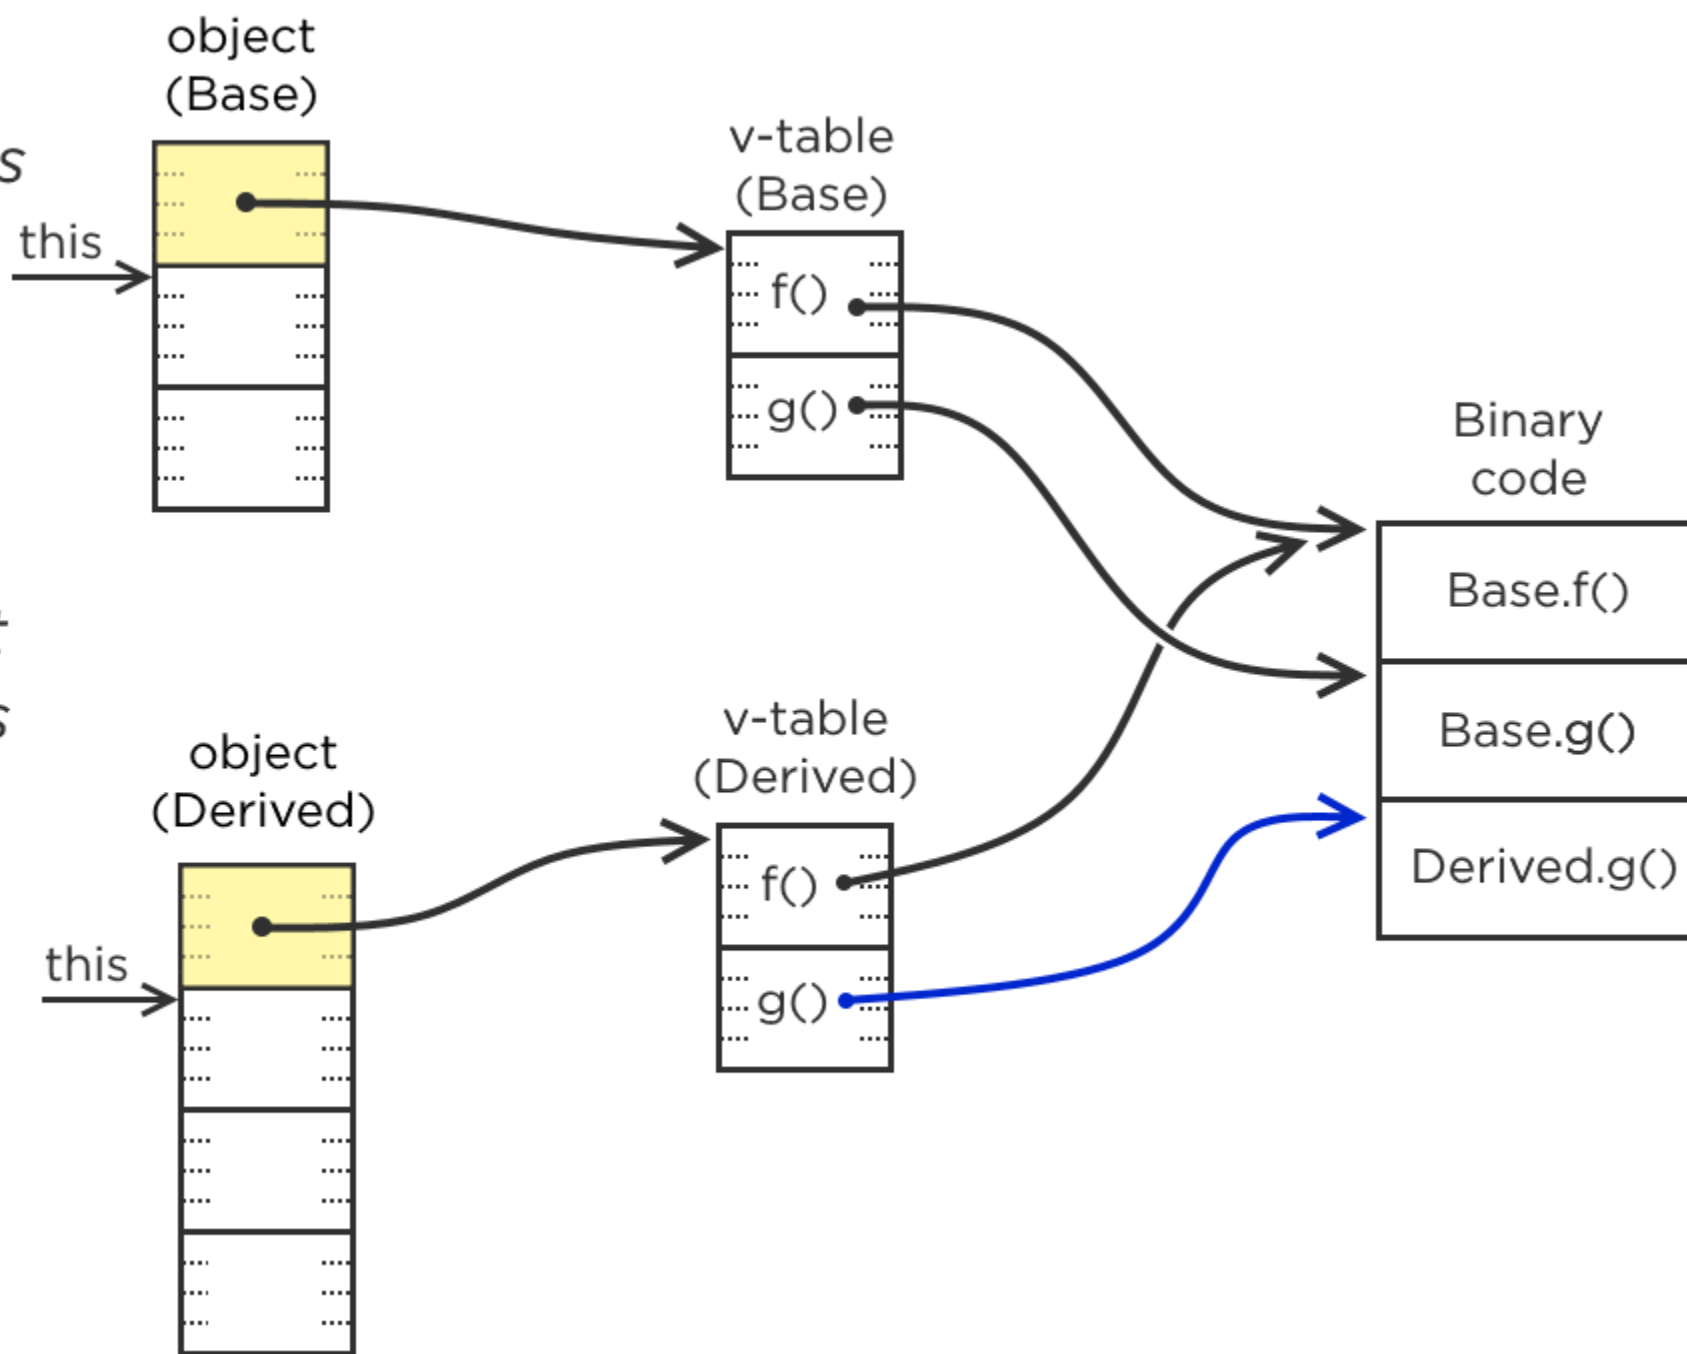 object
(Base)
s
this
v-table
(Base)
f()
g()
Binary
code
Base.f()
Base.g()
Derived.g()
s
object
(Derived)
this
v-table
(Derived)
f()
g()